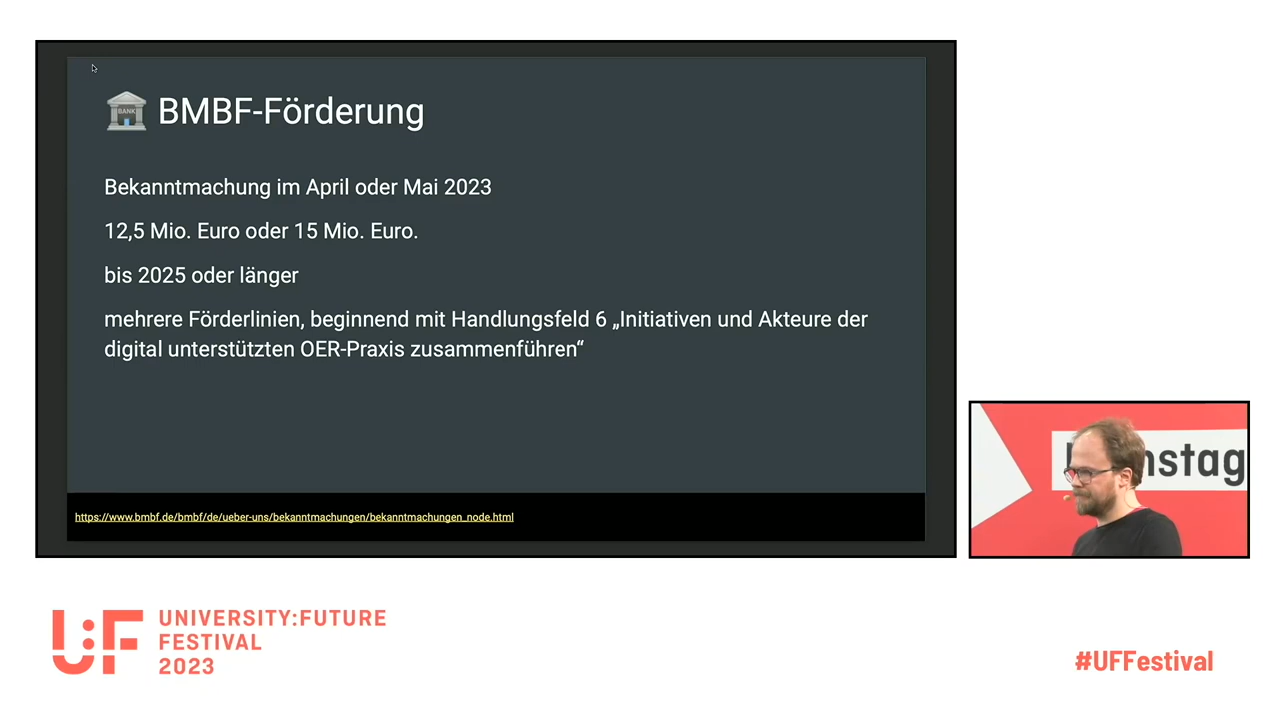 BMBF-Förderung
Bekanntmachung im April oder Mai 2023
12,5 Mio. Euro oder 15 Mio. Euro.
bis 2025 oder länger
mehrere Förderlinien, beginnend mit Handlungsfeld 6 „Initiativen und Akteure der
digital unterstützten OER-Praxis zusammenführen“
https://www.bmbf.de/bmbf/de/ueber-uns/bekanntmachungen/bekanntmachungen_node.html
nstag
U:F
UNIVERSITY:FUTURE
FESTIVAL
2023
#UFFestival